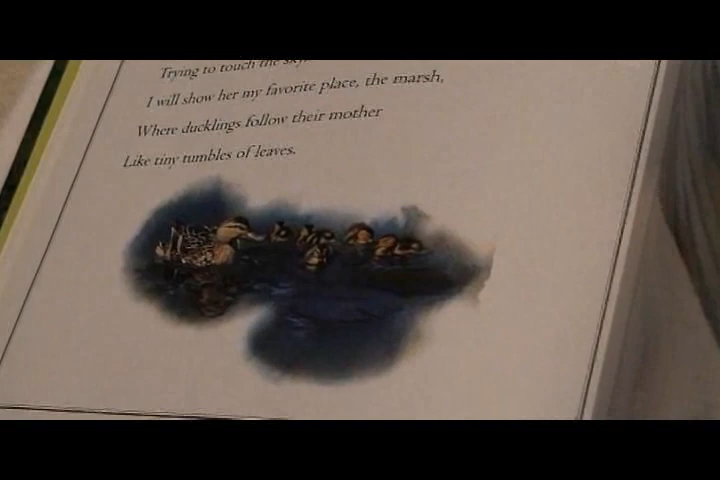 Trying to touch the sky.
I will show her my favorite place, the marsh,
Where ducklings follow their mother
Like tiny tumbles of leaves.